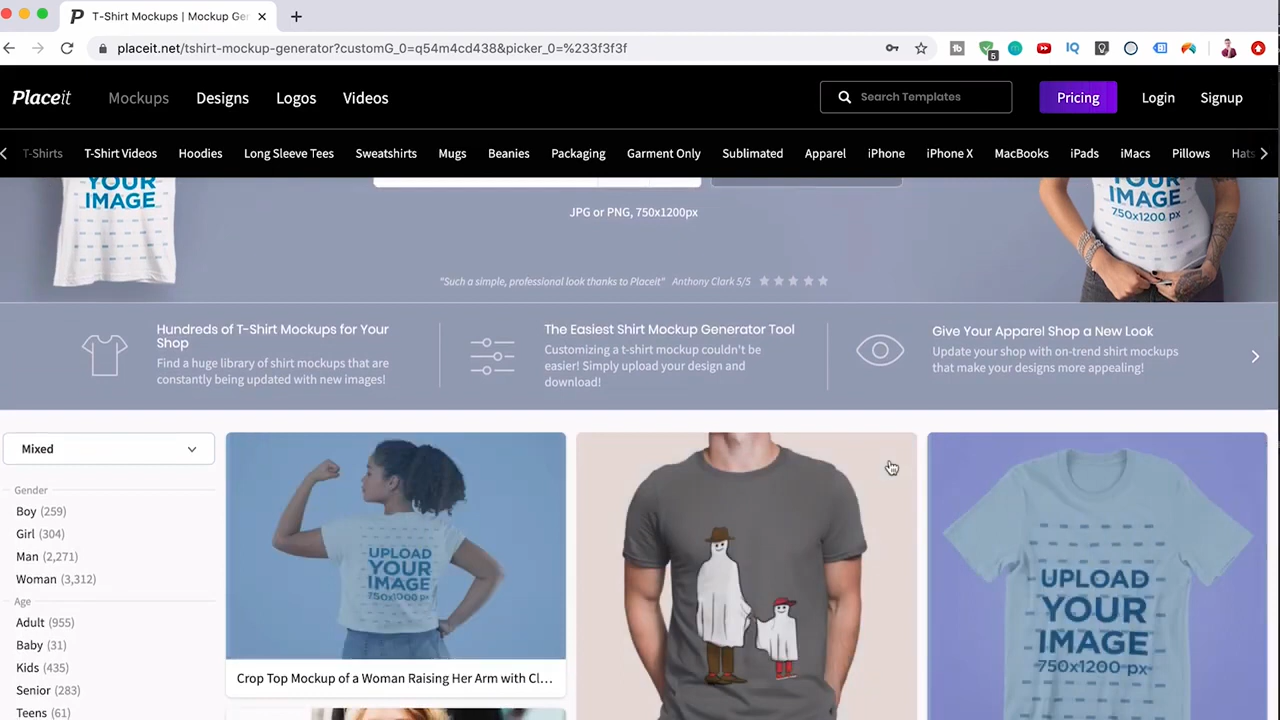 T-Shirt Mockups | Mockup Ger
placeit.net/tshirt-mockup-generator?customG_0=q54m4cd438&picker_0=%233f3f3f
5
IQ
Placeit
Mockups
Designs
Logos
Videos
Search Templates
Pricing
Login
Signup
T-Shirts
T-Shirt Videos
Hoodies
Long Sleeve Tees
Sweatshirts
Mugs
Beanies
Packaging
Garment Only
Sublimated
Apparel
iPhone
iPhone X
MacBooks
iPads
iMacs
Pillows
Hats
YOUR
IMAGE
JPG or PNG, 750x1200px
YOUR
IMAGE
750x1200 px
"Such a simple, professional look thanks to Placeit" Anthony Clark 5/5
Hundreds of T-Shirt Mockups for Your
Shop
Find a huge library of shirt mockups that are
constantly being updated with new images!
The Easiest Shirt Mockup Generator Tool
Customizing a t-shirt mockup couldn't be
easier! Simply upload your design and
download!
Give Your Apparel Shop a New Look
Update your shop with on-trend shirt mockups
that make your designs more appealing!
Mixed
Gender
Boy (259)
Girl (304)
Man (2,271)
Woman (3,312)
Age
Adult (955)
Baby (31)
Kids (435)
Senior (283)
Teens (61)
UPLOAD
YOUR
IMAGE
750x1000 px
Crop Top Mockup of a Woman Raising Her Arm with Cl...
UPLOAD
YOUR
IMAGE
750x1200 px